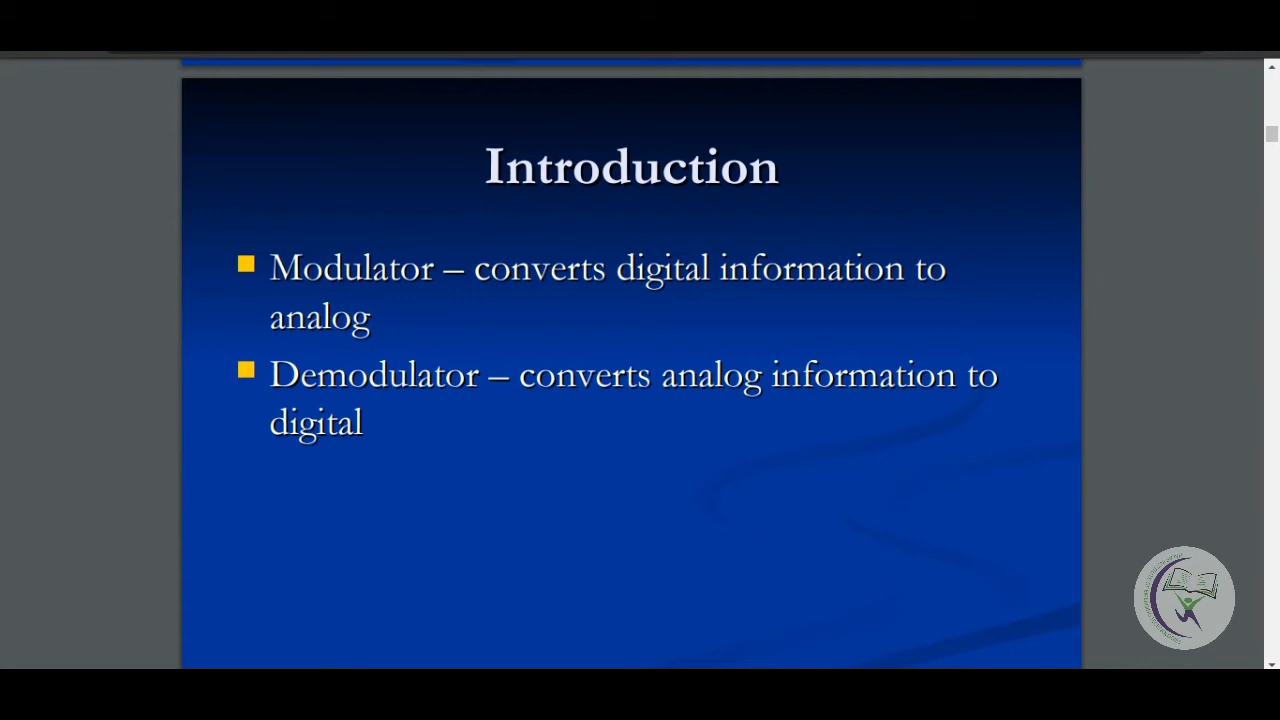 Introduction
Modulator – converts digital information to
analog
Demodulator – converts analog information to
digital